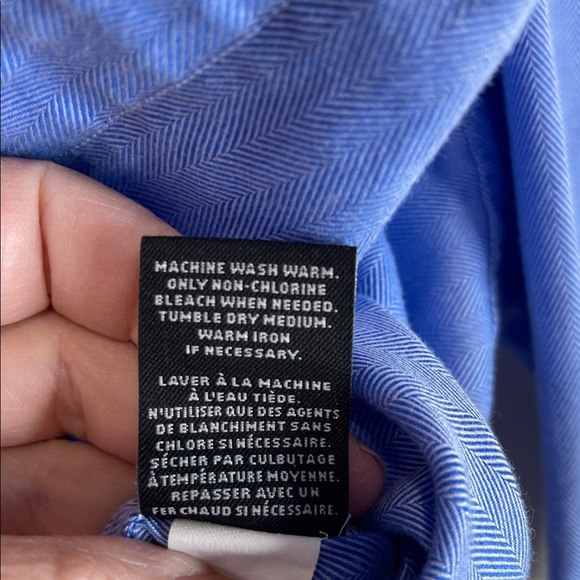 MACHINE WASH WARM.
ONLY NON-CHLORINE
BLEACH WHEN NEEDED.
TUMBLE DRY MEDIUM.
WARM IRON
IF NECESSARY.
LAVER À LA MACHINE
À L'EAU TIÈDE.
N'UTILISER QUE DES AGENTS
DE BLANCHIMENT SANS
CHLORE SI NÉCESSAIRE.
SÉCHER PAR CULBUTAGE
À TEMPÉRATURE MOYENNE.
REPASSER AVEC UN
FER CHAUD SI NÉCESSAIRE.